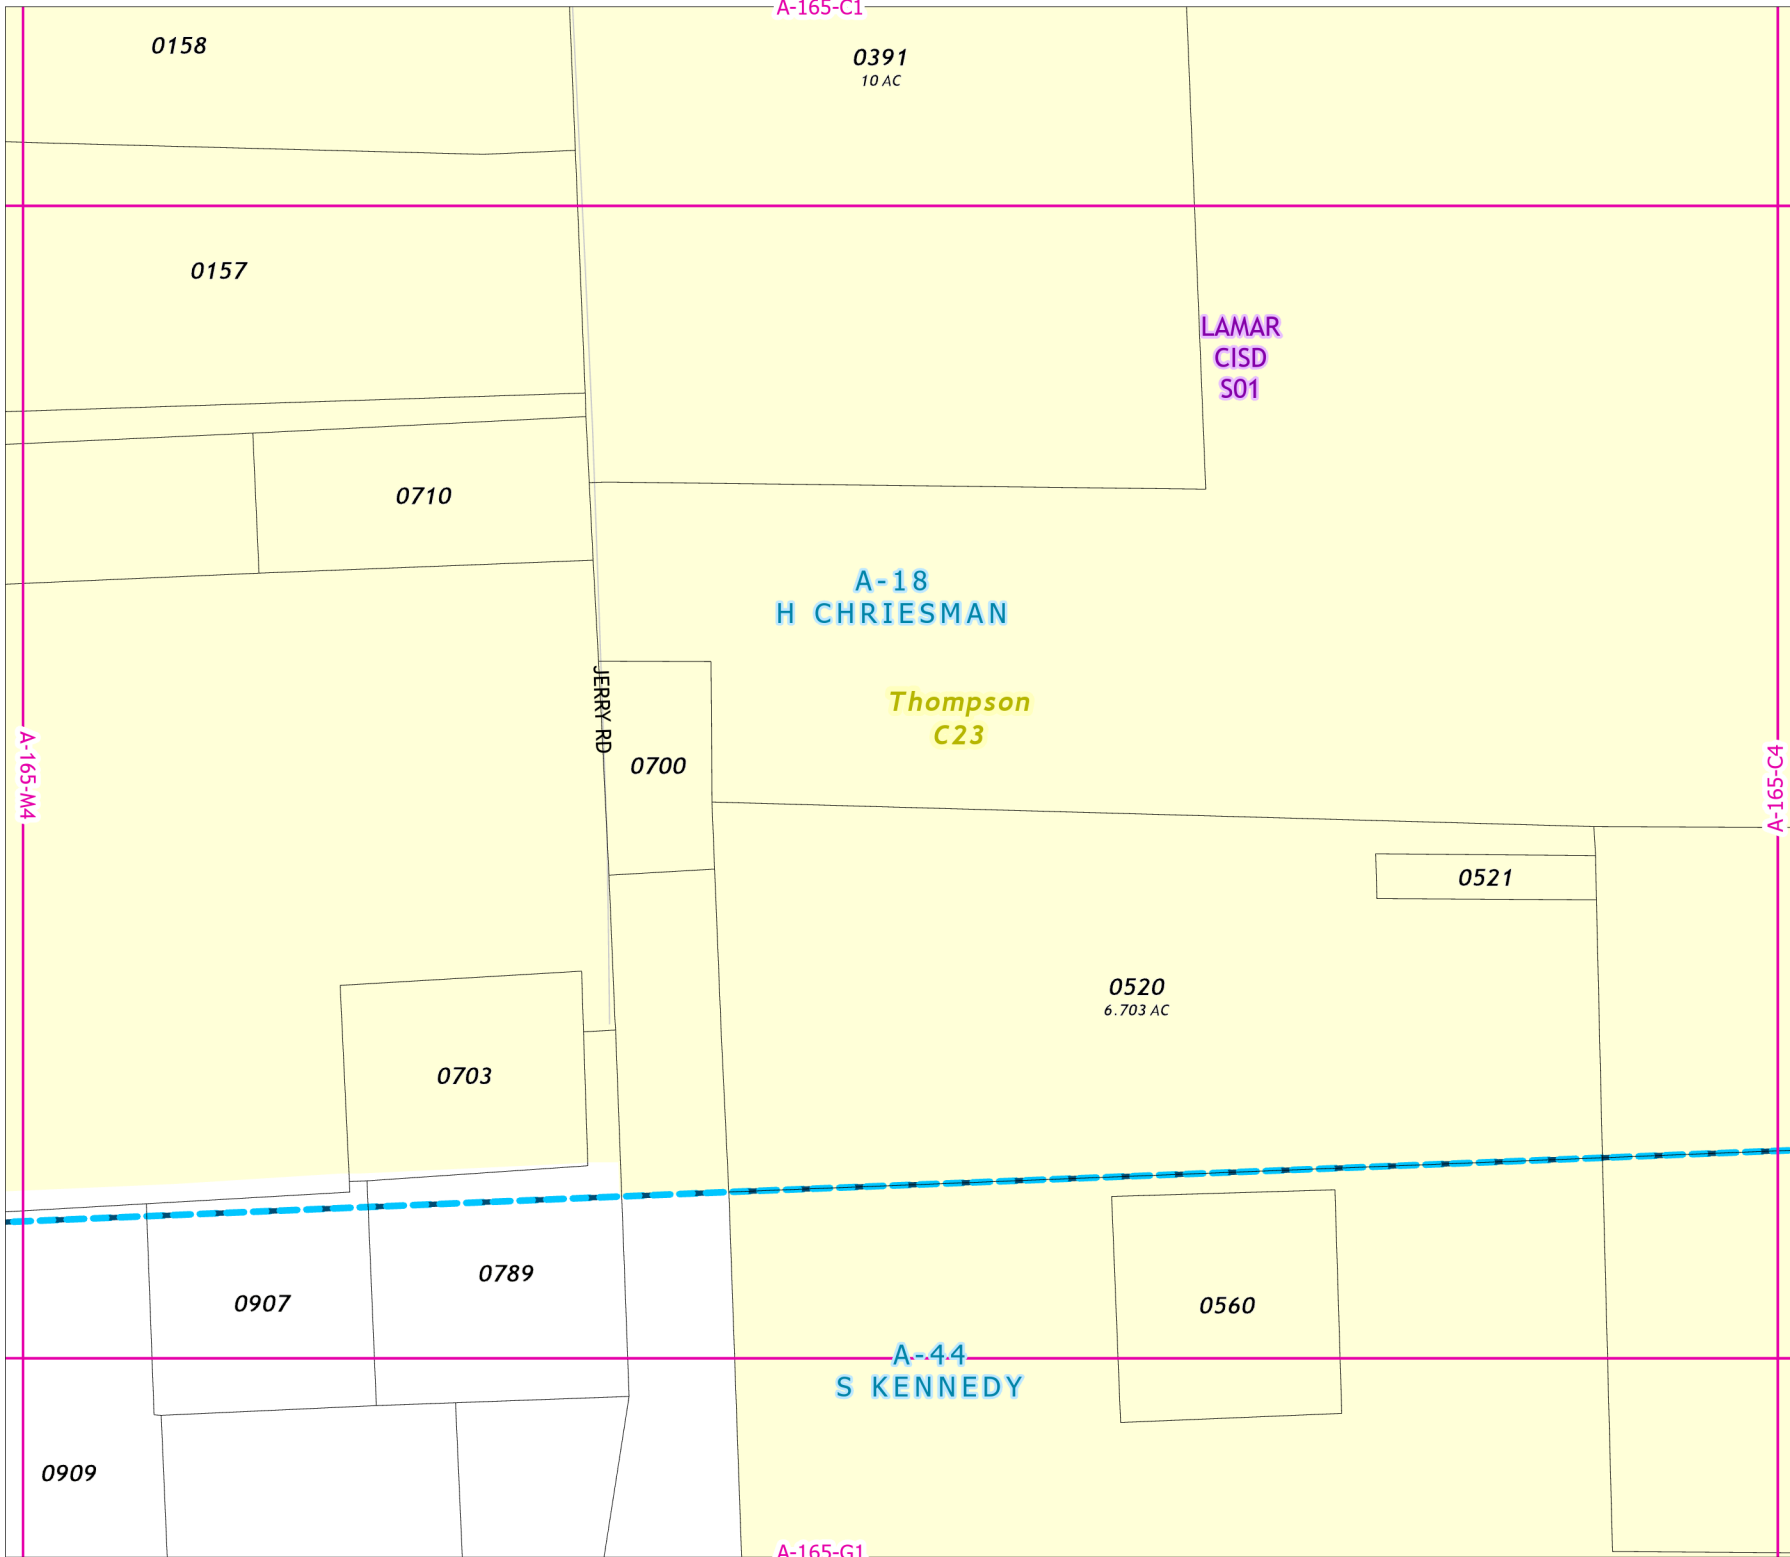 A-165-C1
0158
0391
10 AC
0157
LAMAR
CISD
S01
0710
A-18
H CHRIESMAN
JERRY RD
Thompson
C23
0700
A-165-M4
A-165-C4
0521
0520
6.703 AC
0703
0789
0907
0560
A-44
S KENNEDY
0909
A-165-G1